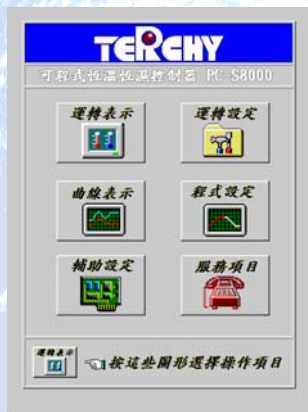 TERCHY
可程式恆溫恆濕控制器 PC-S8000
運轉表示
運轉設定
曲線表示
程式設定
輔助設定
服務項目
運轉表示
按這些圖形選擇操作項目